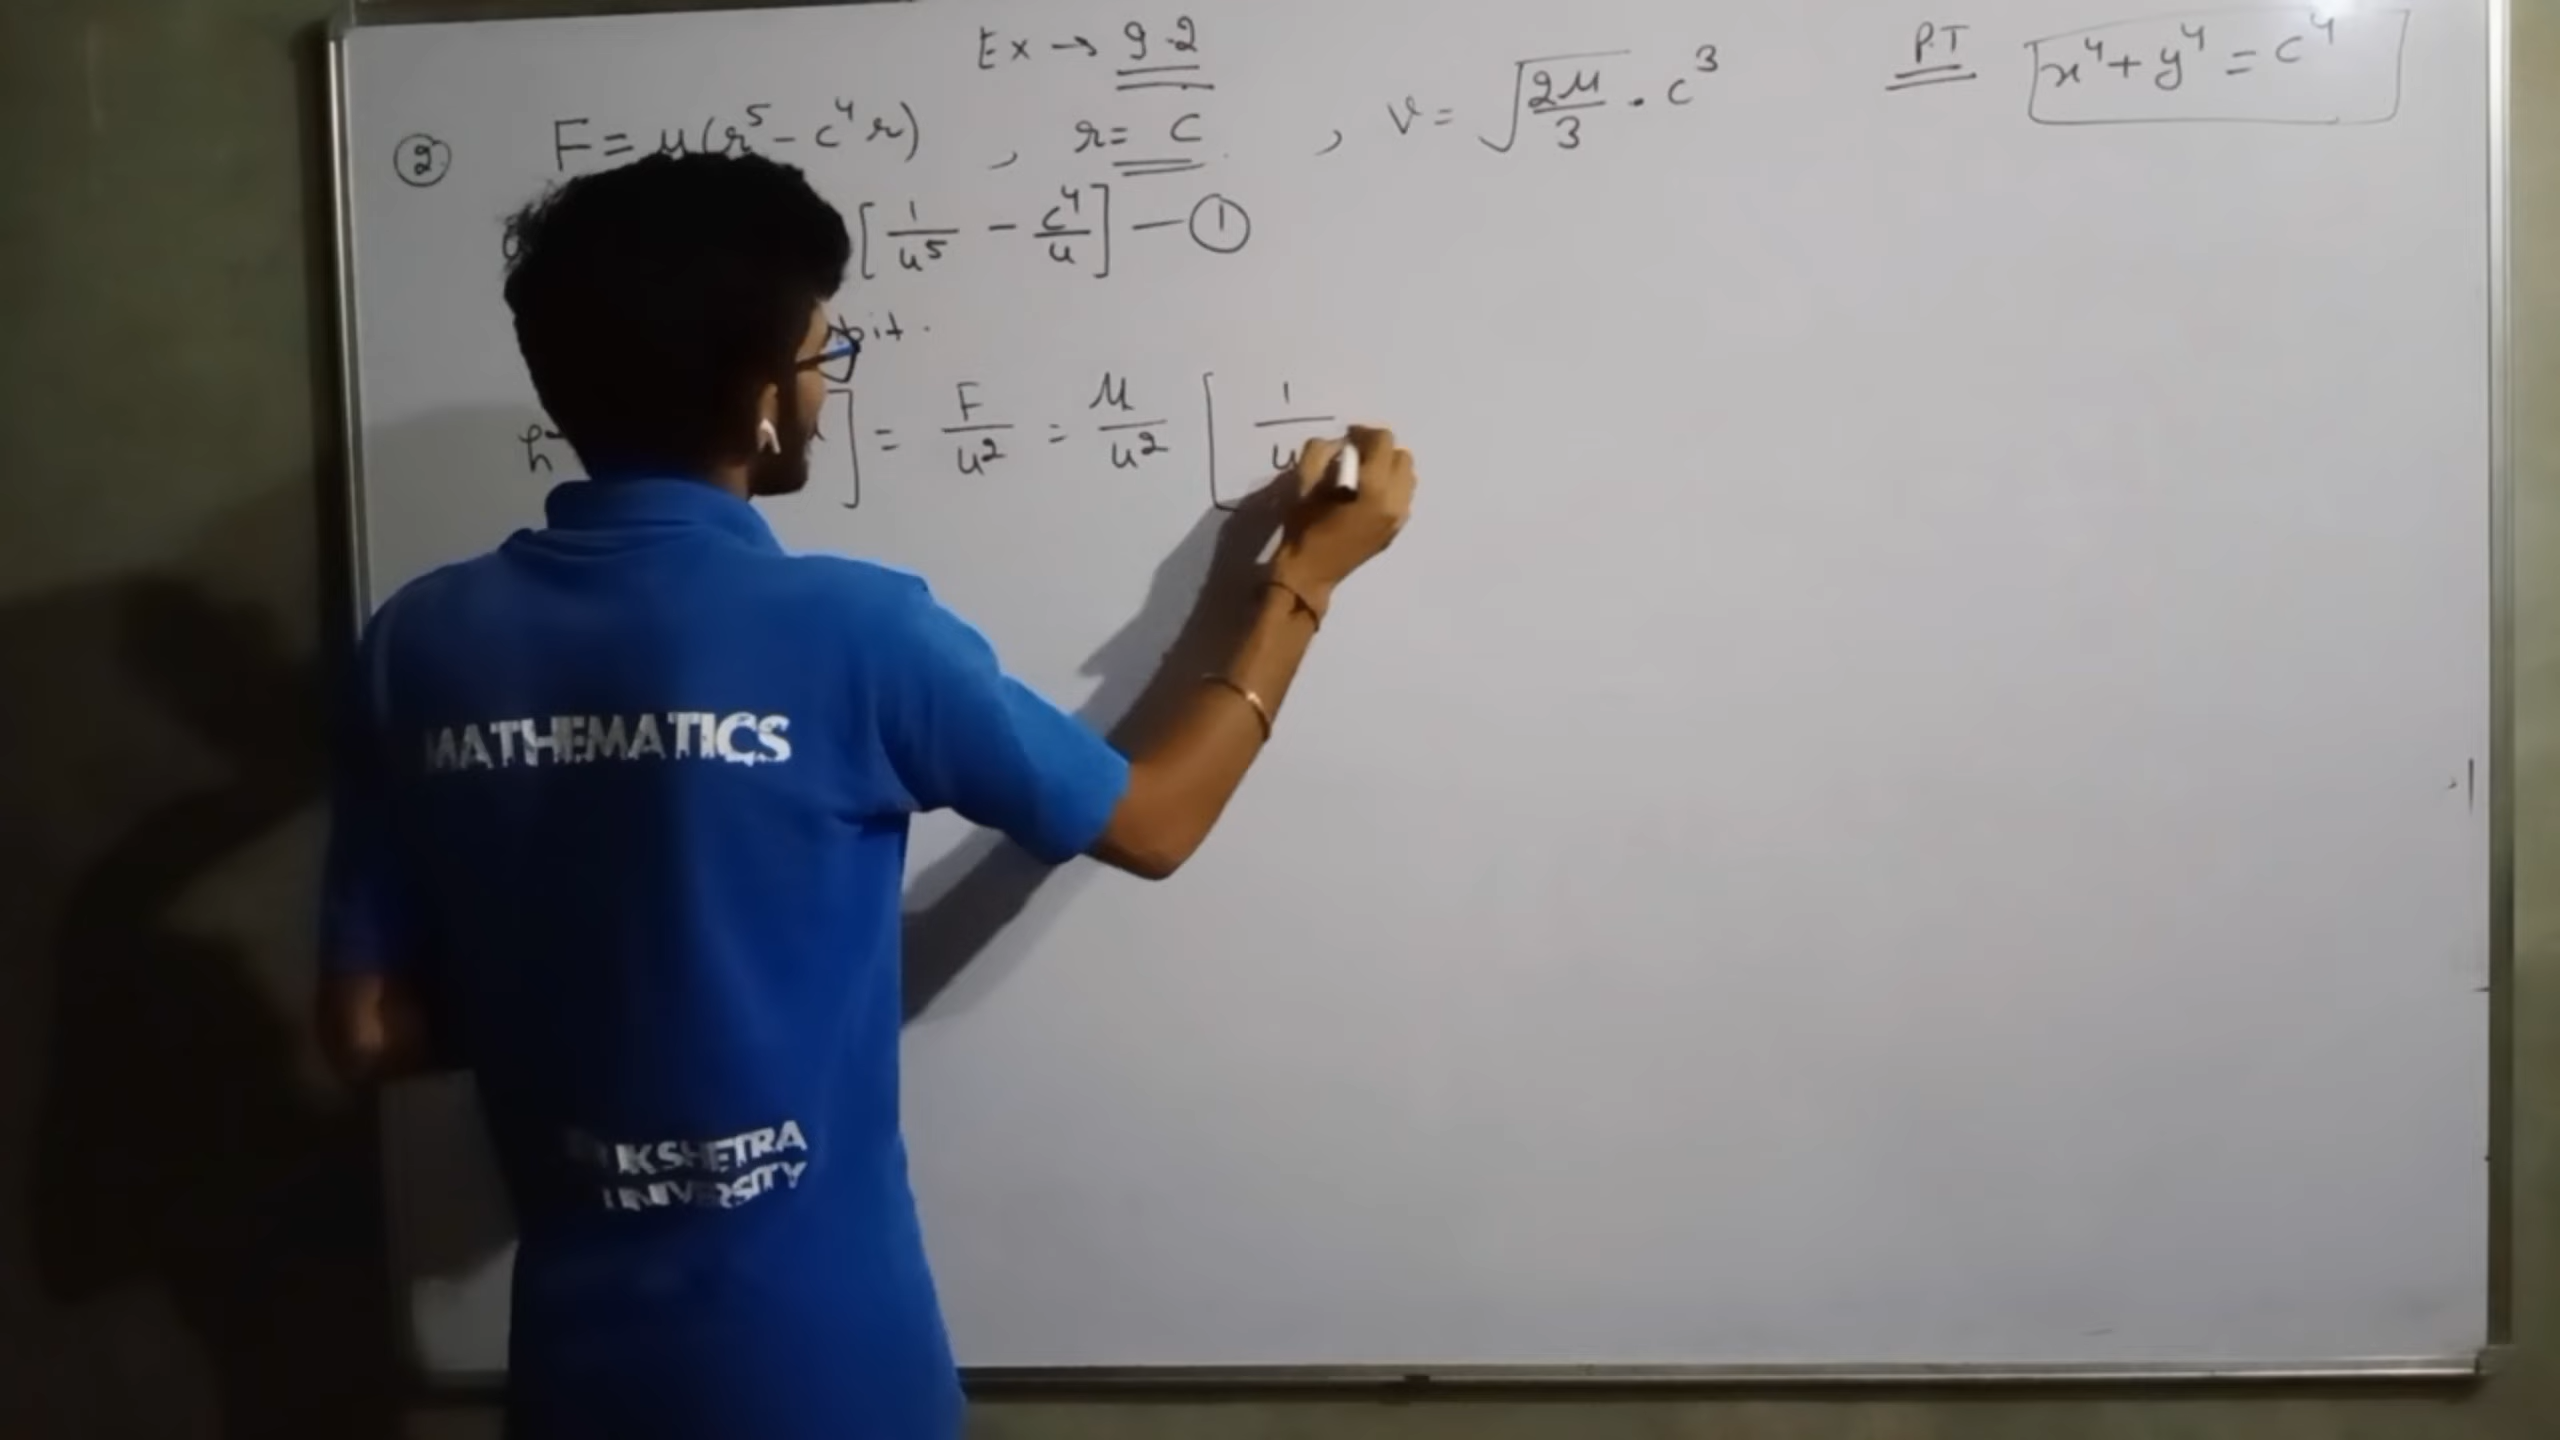 Ex → 9.2
② F = μ(r⁵ - c⁴r) , r = C , v = √(2μ/3) . c³ P.T x⁴ + y⁴ = c⁴
[1/u⁵ - c⁴/u] — ①
bit.
h² ] = F/u² = μ/u² [ 1/u
MATHEMATICS
KSHETRA
UNIVERSITY